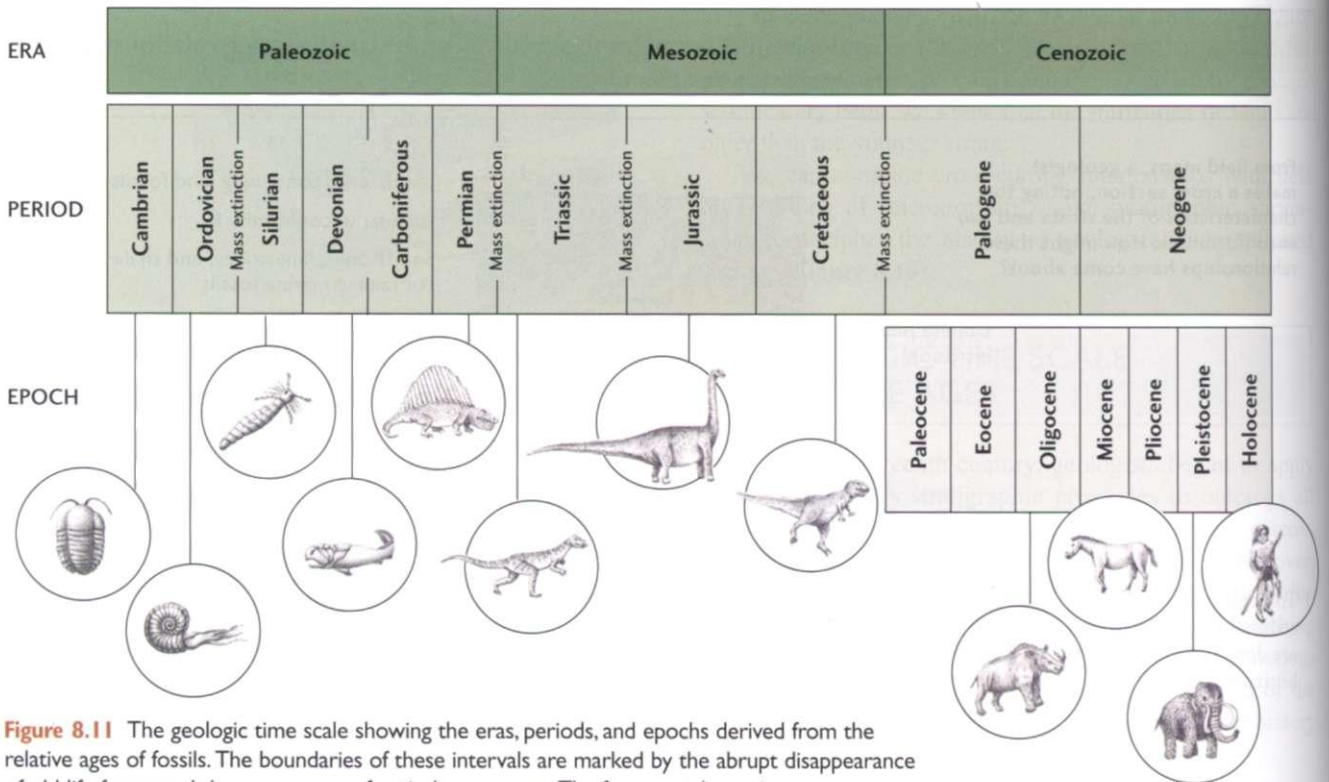 ERA
Paleozoic
Mesozoic
Cenozoic
PERIOD
Cambrian
Ordovician
Mass extinction
Silurian
Devonian
Carboniferous
Permian
Mass extinction
Triassic
Mass extinction
Jurassic
Cretaceous
Mass extinction
Paleogene
Neogene
EPOCH
Paleocene
Eocene
Oligocene
Miocene
Pliocene
Pleistocene
Holocene
Figure 8.11 The geologic time scale showing the eras, periods, and epochs derived from the
relative ages of fossils. The boundaries of these intervals are marked by the abrupt disappearance